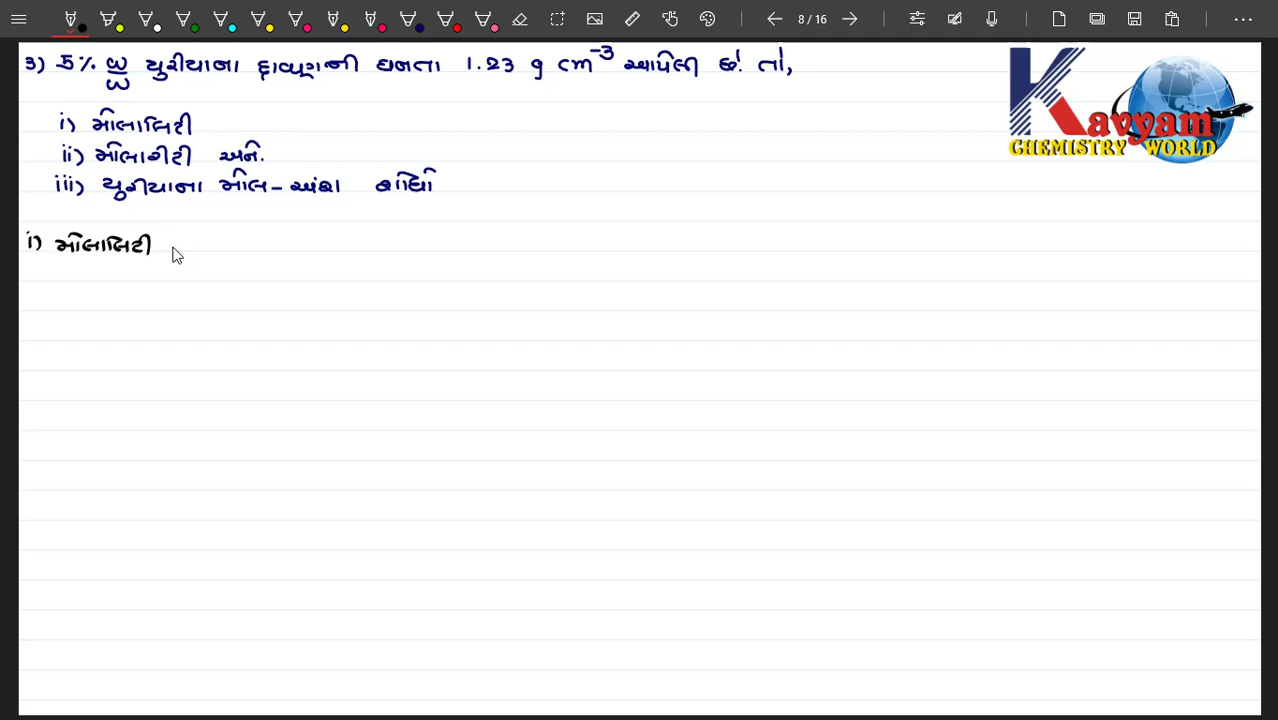 8/16
3) 5% w/w યુરીયાના દ્રાવણની ઘનતા 1.23 g cm⁻³ આપેલી છે. તો,
Kavyam
CHEMISTRY WORLD
i) મોલાલિટી
ii) મોલારીટી અને.
iii) યુરીયાના મોલ-અંશ શોધો
i) મોલાલિટી